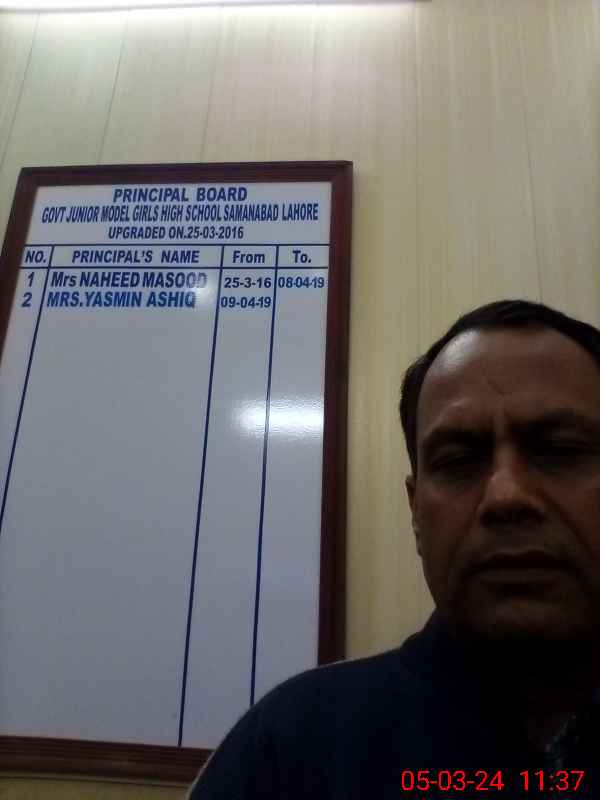 PRINCIPAL BOARD
GOVT JUNIOR MODEL GIRLS HIGH SCHOOL SAMANABAD LAHORE
UPGRADED ON.25-03-2016
NO. PRINCIPAL'S NAME From To.
1 Mrs NAHEED MASOOD 25-3-16 08-04-19
2 MRS.YASMIN ASHIQ 09-04-19
05-03-24 11:37